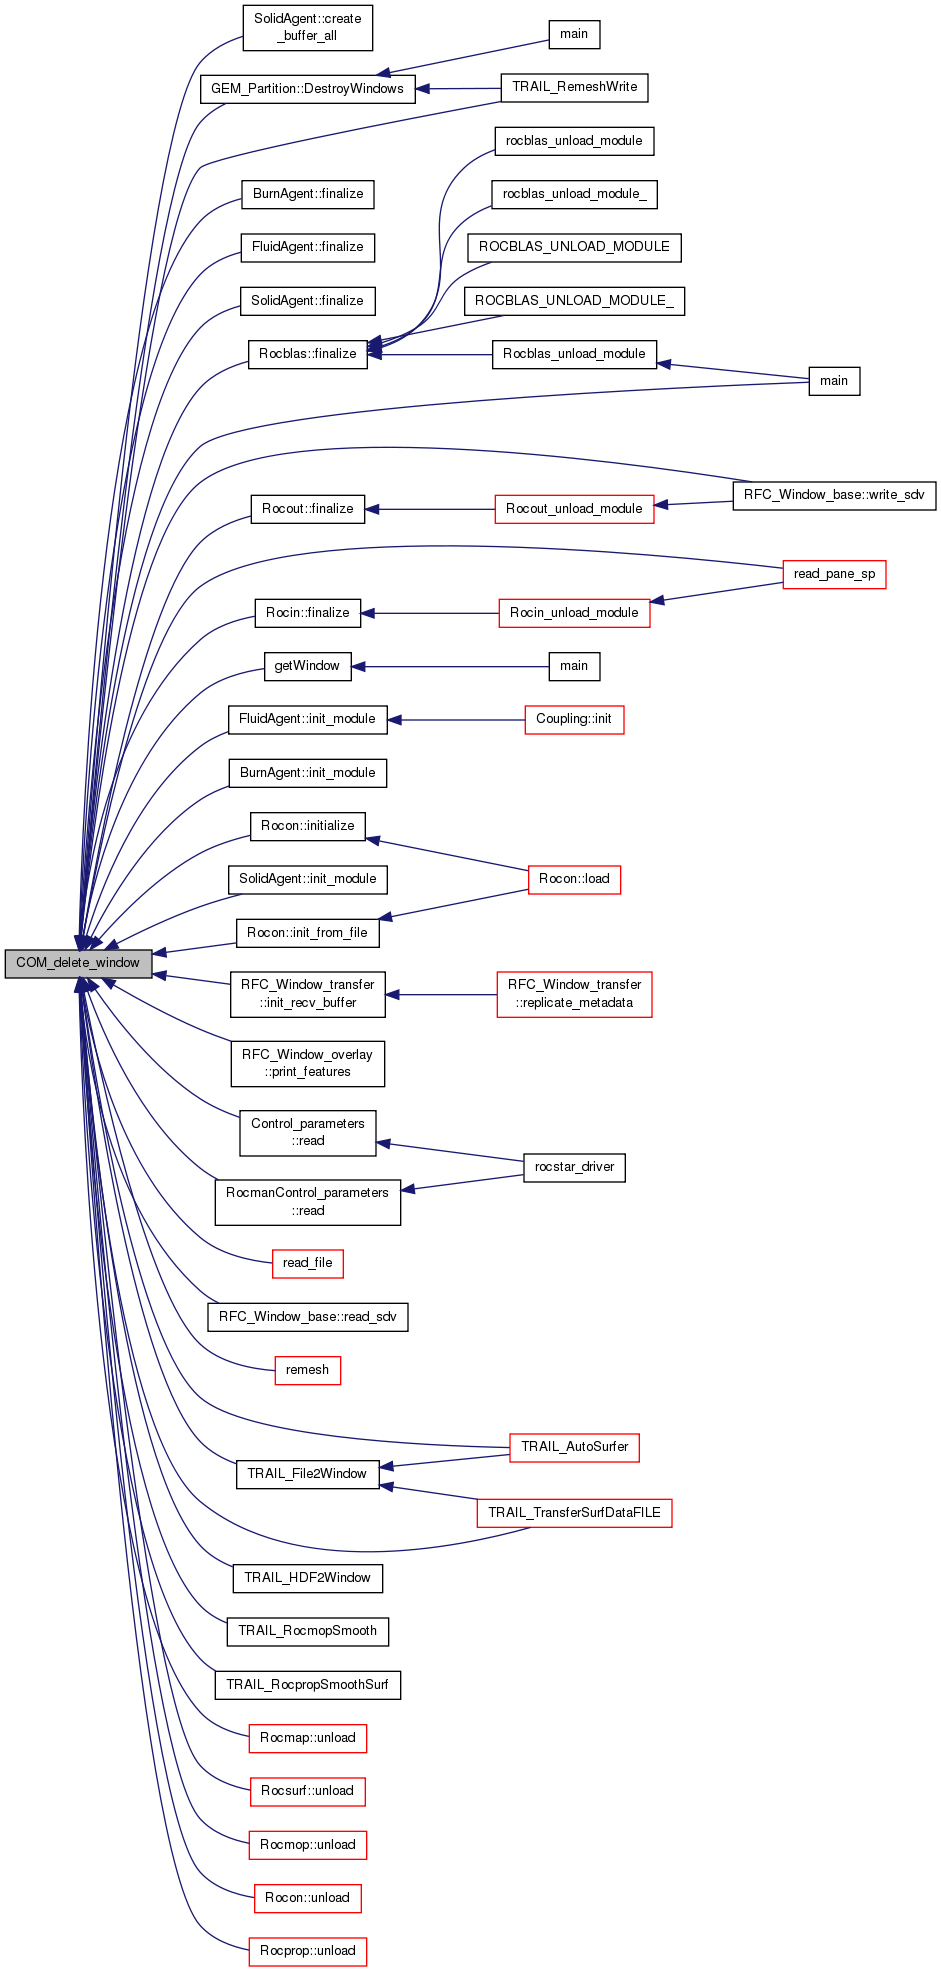 SolidAgent::create
_buffer_all
main
GEM_Partition::DestroyWindows
TRAIL_RemeshWrite
rocblas_unload_module
BurnAgent::finalize
rocblas_unload_module_
FluidAgent::finalize
ROCBLAS_UNLOAD_MODULE
SolidAgent::finalize
ROCBLAS_UNLOAD_MODULE_
Rocblas::finalize
Rocblas_unload_module
main
RFC_Window_base::write_sdv
Rocout::finalize
Rocout_unload_module
read_pane_sp
Rocin::finalize
Rocin_unload_module
getWindow
main
FluidAgent::init_module
Coupling::init
BurnAgent::init_module
Rocon::initialize
SolidAgent::init_module
Rocon::load
Rocon::init_from_file
COM_delete_window
RFC_Window_transfer
::init_recv_buffer
RFC_Window_transfer
::replicate_metadata
RFC_Window_overlay
::print_features
Control_parameters
::read
rocstar_driver
RocmanControl_parameters
::read
read_file
RFC_Window_base::read_sdv
remesh
TRAIL_AutoSurfer
TRAIL_File2Window
TRAIL_TransferSurfDataFILE
TRAIL_HDF2Window
TRAIL_RocmopSmooth
TRAIL_RocpropSmoothSurf
Rocmap::unload
Rocsurf::unload
Rocmop::unload
Rocon::unload
Rocprop::unload